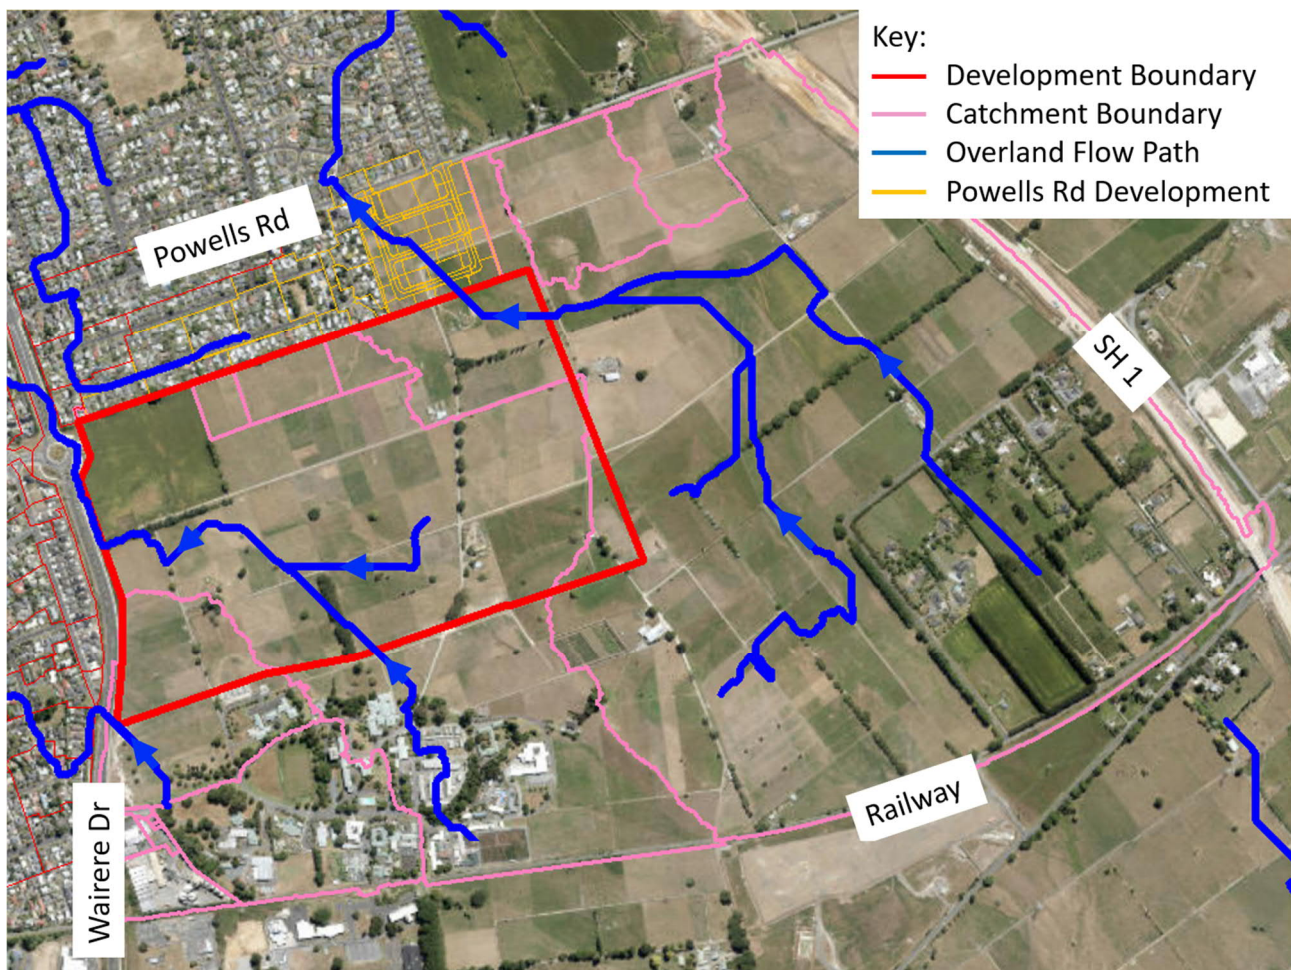 Key:
Development Boundary
Catchment Boundary
Overland Flow Path
Powells Rd Development
Powells Rd
SH 1
Railway
Wairere Dr